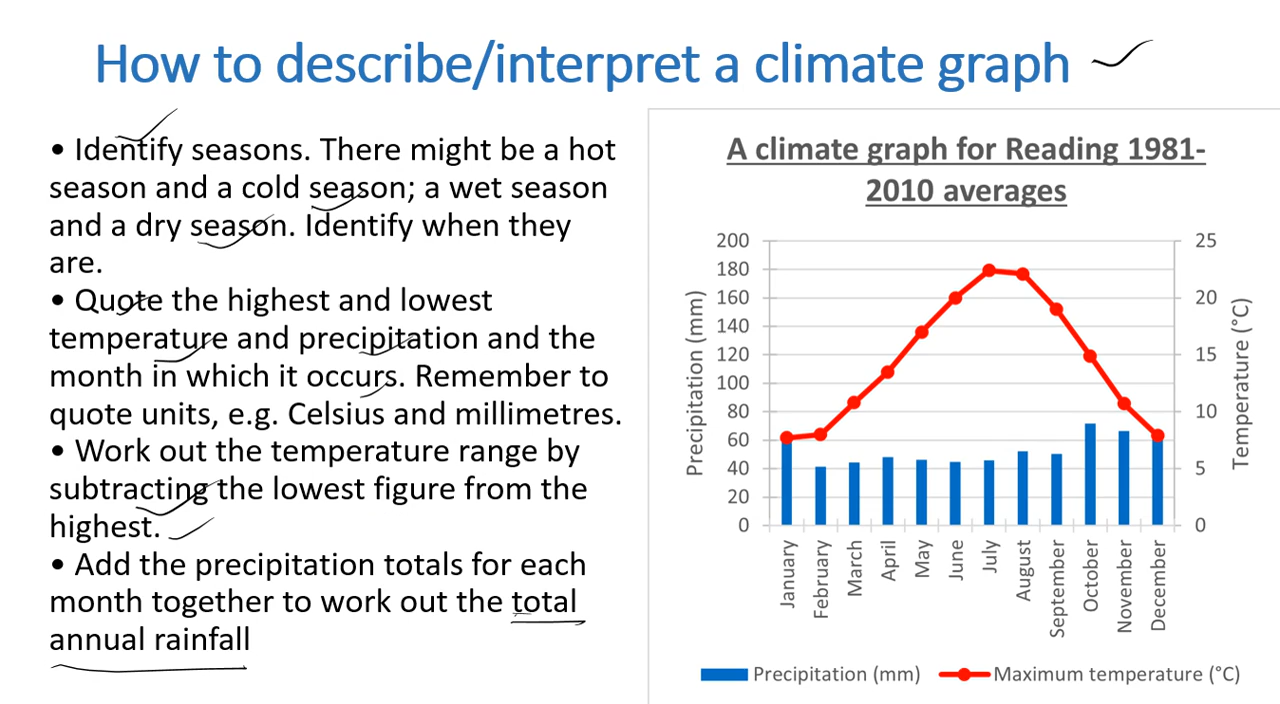 How to describe/interpret a climate graph
• Identify seasons. There might be a hot
season and a cold season; a wet season
and a dry season. Identify when they
are.
• Quote the highest and lowest
temperature and precipitation and the
month in which it occurs. Remember to
quote units, e.g. Celsius and millimetres.
• Work out the temperature range by
subtracting the lowest figure from the
highest.
• Add the precipitation totals for each
month together to work out the total
annual rainfall
A climate graph for Reading 1981-
2010 averages
Precipitation (mm)
200
180
160
140
120
100
80
60
40
20
0
25
20
15
10
5
0
Temperature (°C)
January
February
March
April
May
June
July
August
September
October
November
December
Precipitation (mm)
Maximum temperature (°C)